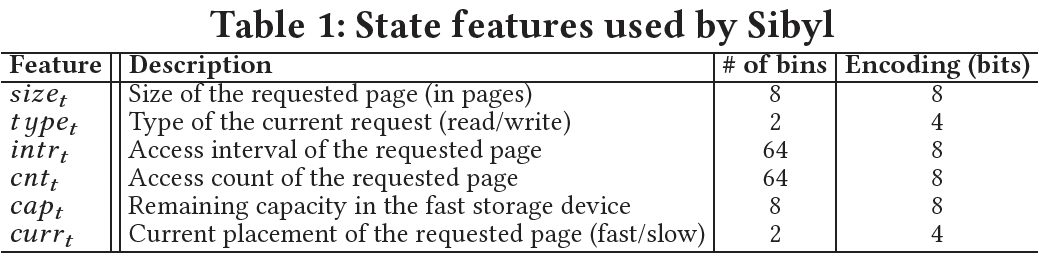 Table 1: State features used by Sibyl
Feature Description # of bins Encoding (bits)
size_t Size of the requested page (in pages) 8 8
type_t Type of the current request (read/write) 2 4
intr_t Access interval of the requested page 64 8
cnt_t Access count of the requested page 64 8
cap_t Remaining capacity in the fast storage device 8 8
curr_t Current placement of the requested page (fast/slow) 2 4